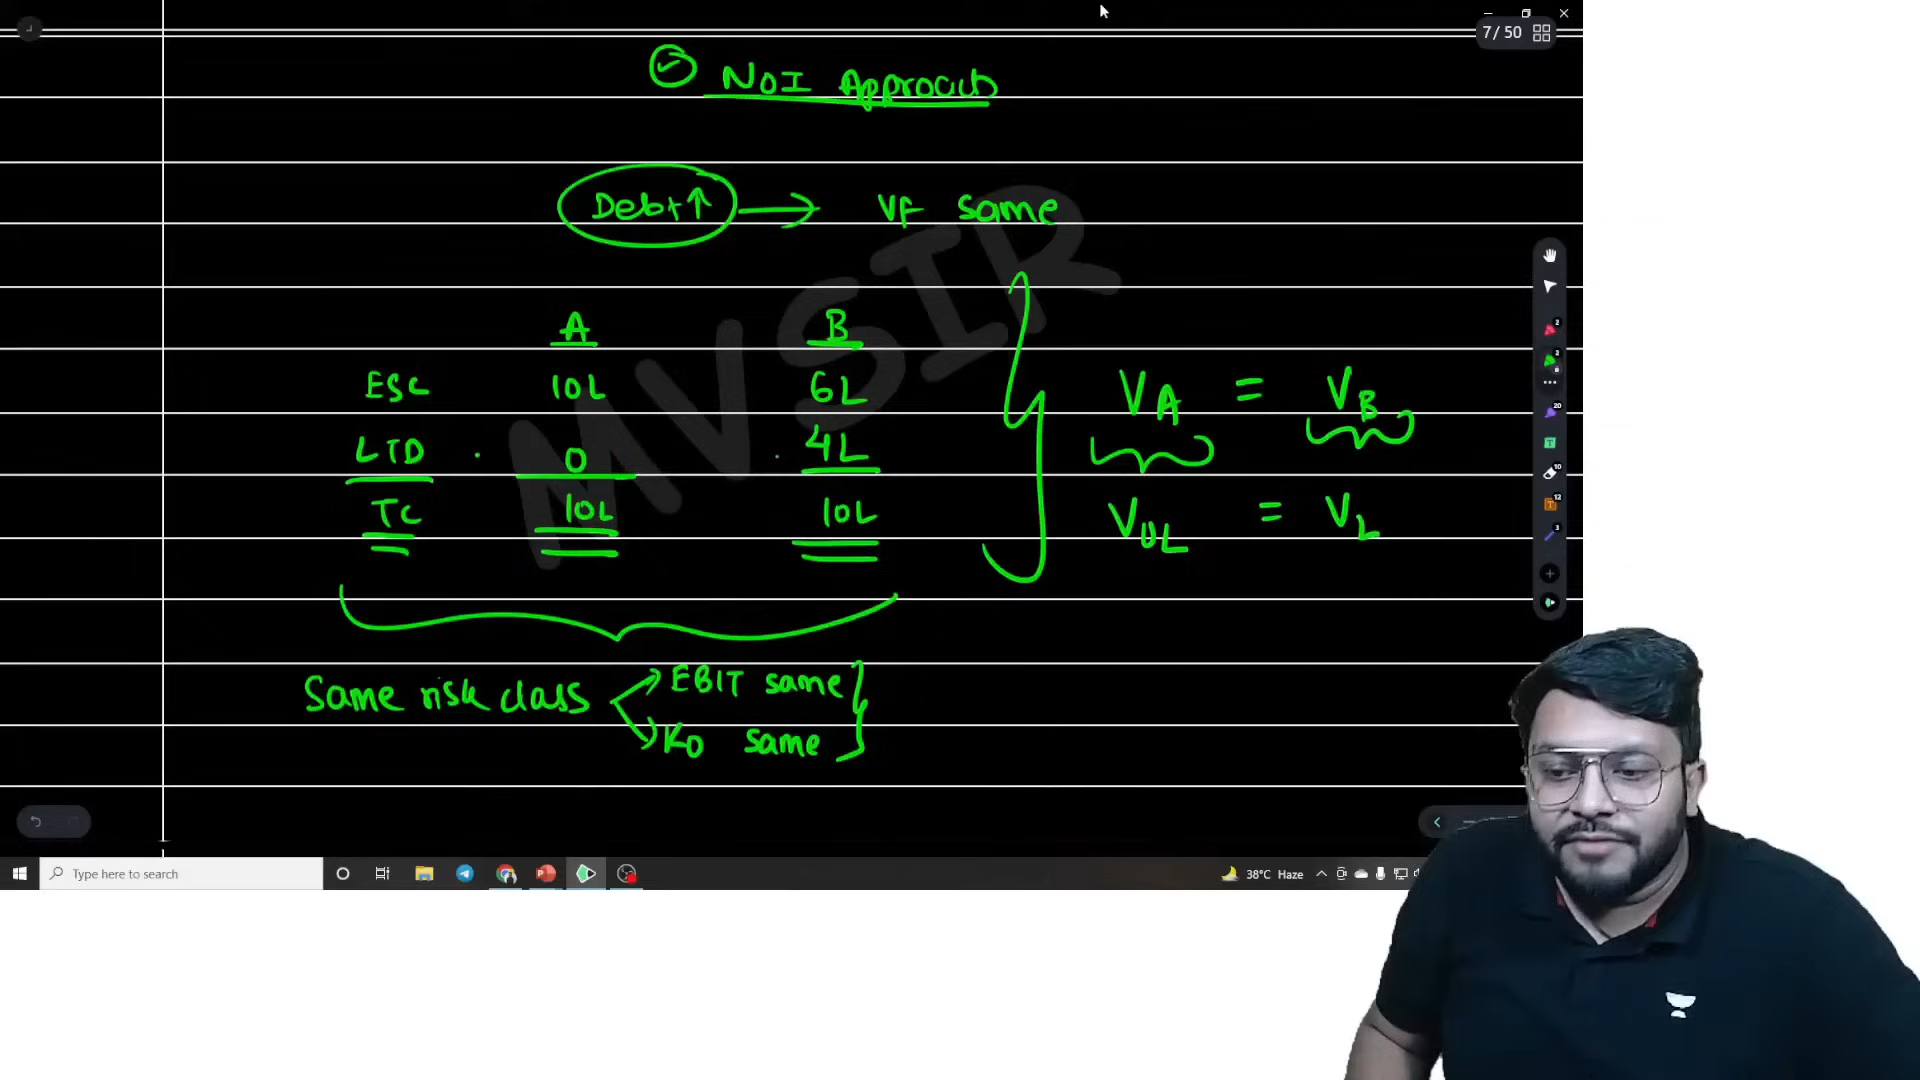 7/50
NOI Approach
Debt↑ → VF same
A B
ESC 10L 6L
LTD 0 4L
TC 10L 10L
VA = VB
VUL = VL
Same risk class
EBIT same
Ko same
MVSIR
Type here to search
38°C Haze